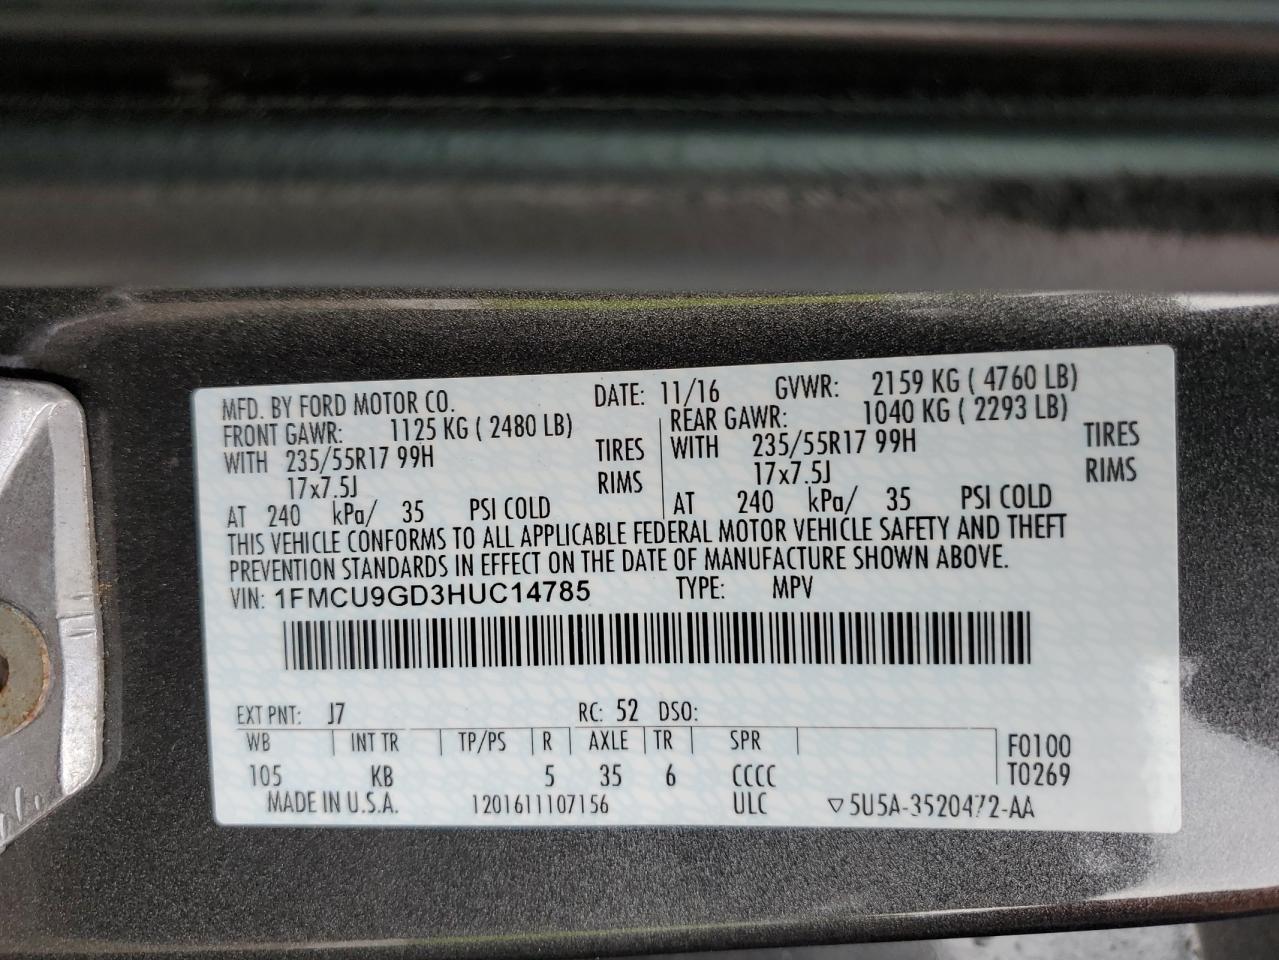 MFD. BY FORD MOTOR CO. DATE: 11/16 GVWR: 2159 KG ( 4760 LB)
FRONT GAWR: 1125 KG ( 2480 LB) REAR GAWR: 1040 KG ( 2293 LB)
WITH 235/55R17 99H TIRES WITH 235/55R17 99H TIRES
17x7.5J RIMS 17x7.5J RIMS
AT 240 kPa/ 35 PSI COLD AT 240 kPa/ 35 PSI COLD
THIS VEHICLE CONFORMS TO ALL APPLICABLE FEDERAL MOTOR VEHICLE SAFETY AND THEFT
PREVENTION STANDARDS IN EFFECT ON THE DATE OF MANUFACTURE SHOWN ABOVE.
VIN: 1FMCU9GD3HUC14785 TYPE: MPV
EXT PNT: J7 RC: 52 DSO:
WB INT TR TP/PS R AXLE TR SPR F0100
105 KB 5 35 6 CCCC T0269
MADE IN U.S.A. 1201611107156 ULC ▽5U5A-3520472-AA